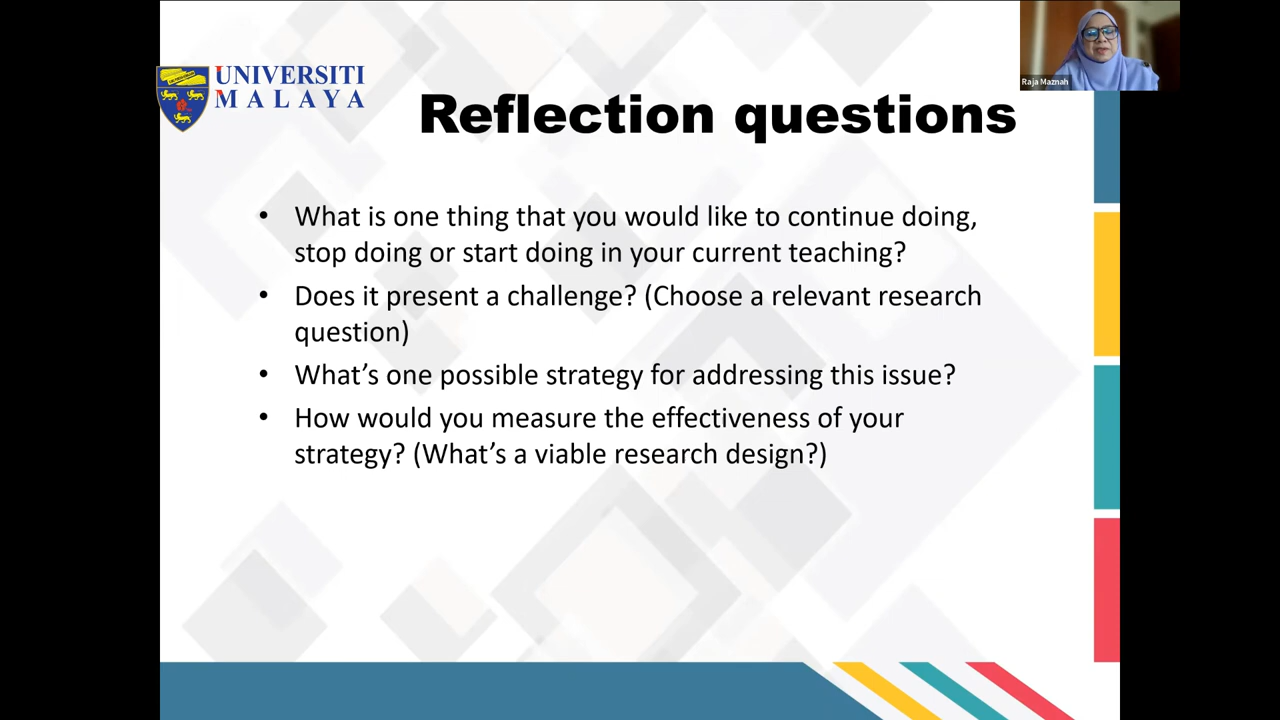 UNIVERSITI
MALAYA
Raja Maznah
Reflection questions
• What is one thing that you would like to continue doing,
stop doing or start doing in your current teaching?
• Does it present a challenge? (Choose a relevant research
question)
• What’s one possible strategy for addressing this issue?
• How would you measure the effectiveness of your
strategy? (What’s a viable research design?)